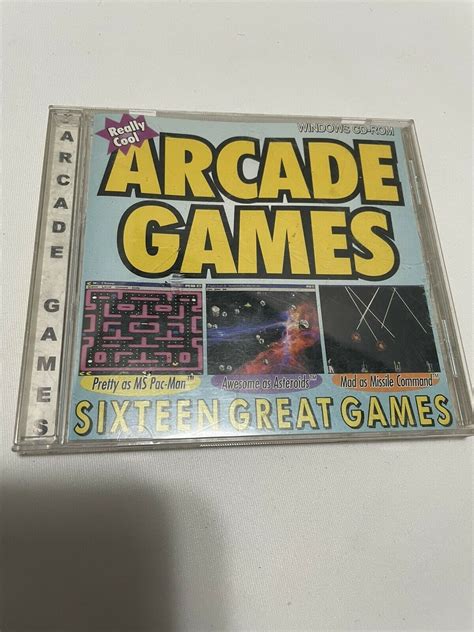 Really
Cool
WINDOWS CD-ROM
ARCADE
GAMES
ARCADE GAMES
Pretty as MS Pac-Man™
Awesome as Asteroids™
Mad as Missile Command™
SIXTEEN GREAT GAMES